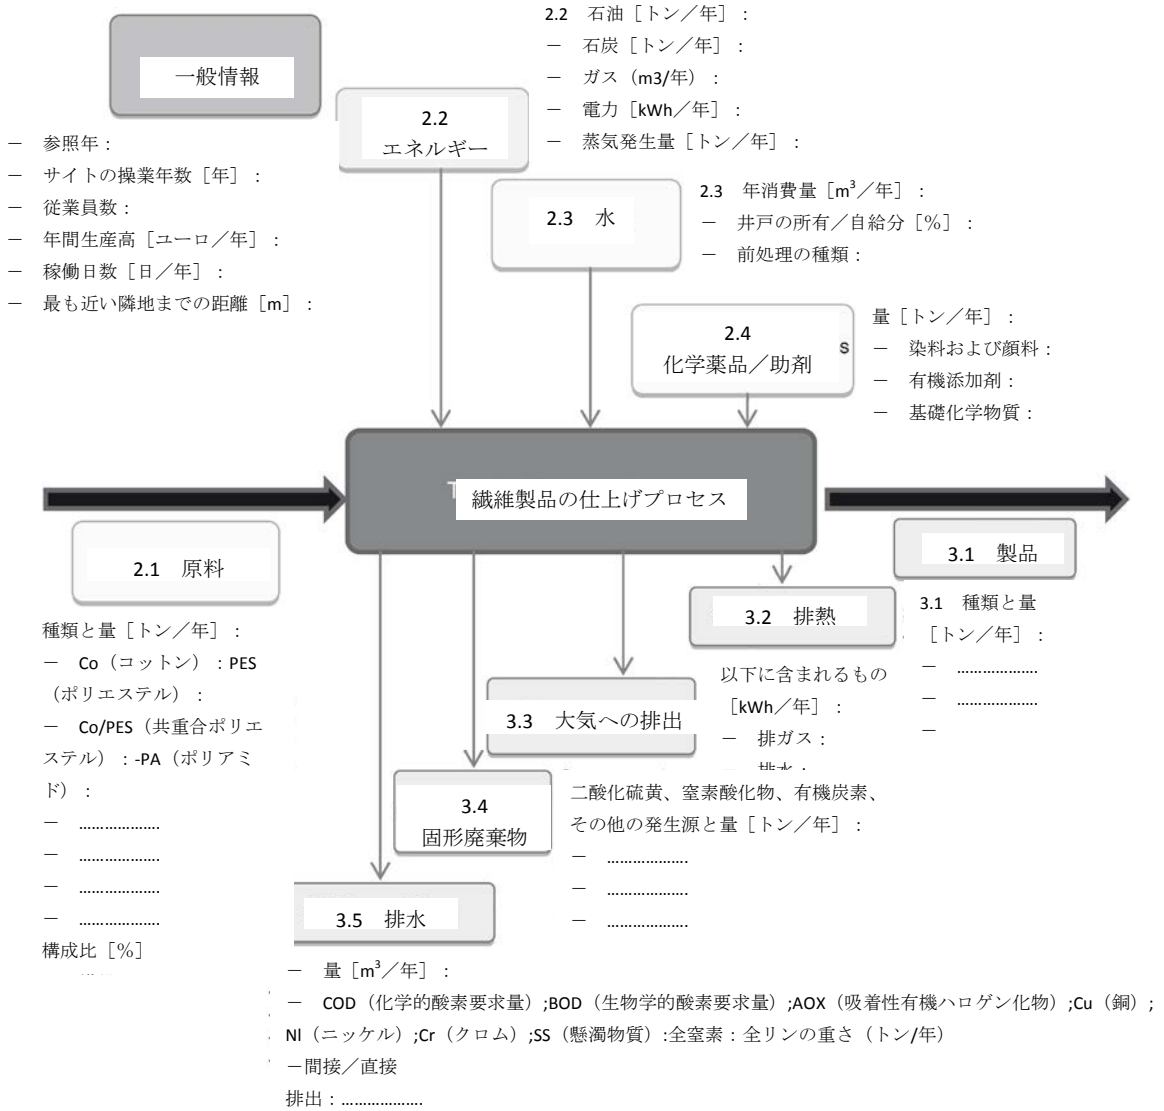 一般情報
－ 参照年：
－ サイトの操業年数［年］：
－ 従業員数：
－ 年間生産高［ユーロ／年］：
－ 稼働日数［日／年］：
－ 最も近い隣地までの距離［m］：
2.2
エネルギー
2.2 石油［トン／年］：
－ 石炭［トン／年］：
－ ガス（m3/年）：
－ 電力［kWh／年］：
－ 蒸気発生量［トン／年］：
2.3 水
2.3 年消費量［m³／年］：
－ 井戸の所有／自給分［%］：
－ 前処理の種類：
2.4
化学薬品／助剤
s
量［トン／年］：
－ 染料および顔料：
－ 有機添加剤：
－ 基礎化学物質：
繊維製品の仕上げプロセス
2.1 原料
種類と量［トン／年］：
－ Co（コットン）：PES
（ポリエステル）：
－ Co/PES（共重合ポリエ
ステル）：-PA（ポリアミ
ド）：
－ ...................
－ ...................
－ ...................
－ ...................
構成比［%］
3.1 製品
3.1 種類と量
［トン／年］：
－ ...................
－ ...................
－
3.2 排熱
以下に含まれるもの
［kWh／年］：
－ 排ガス：
－ 排水：
3.3 大気への排出
二酸化硫黄、窒素酸化物、有機炭素、
その他の発生源と量［トン／年］：
－ ...................
－ ...................
－ ...................
3.4
固形廃棄物
3.5 排水
－ 量［m³／年］：
－ COD（化学的酸素要求量）;BOD（生物学的酸素要求量）;AOX（吸着性有機ハロゲン化物）;Cu（銅）;
NI（ニッケル）;Cr（クロム）;SS（懸濁物質）:全窒素：全リンの重さ（トン/年）
－間接／直接
排出：...................